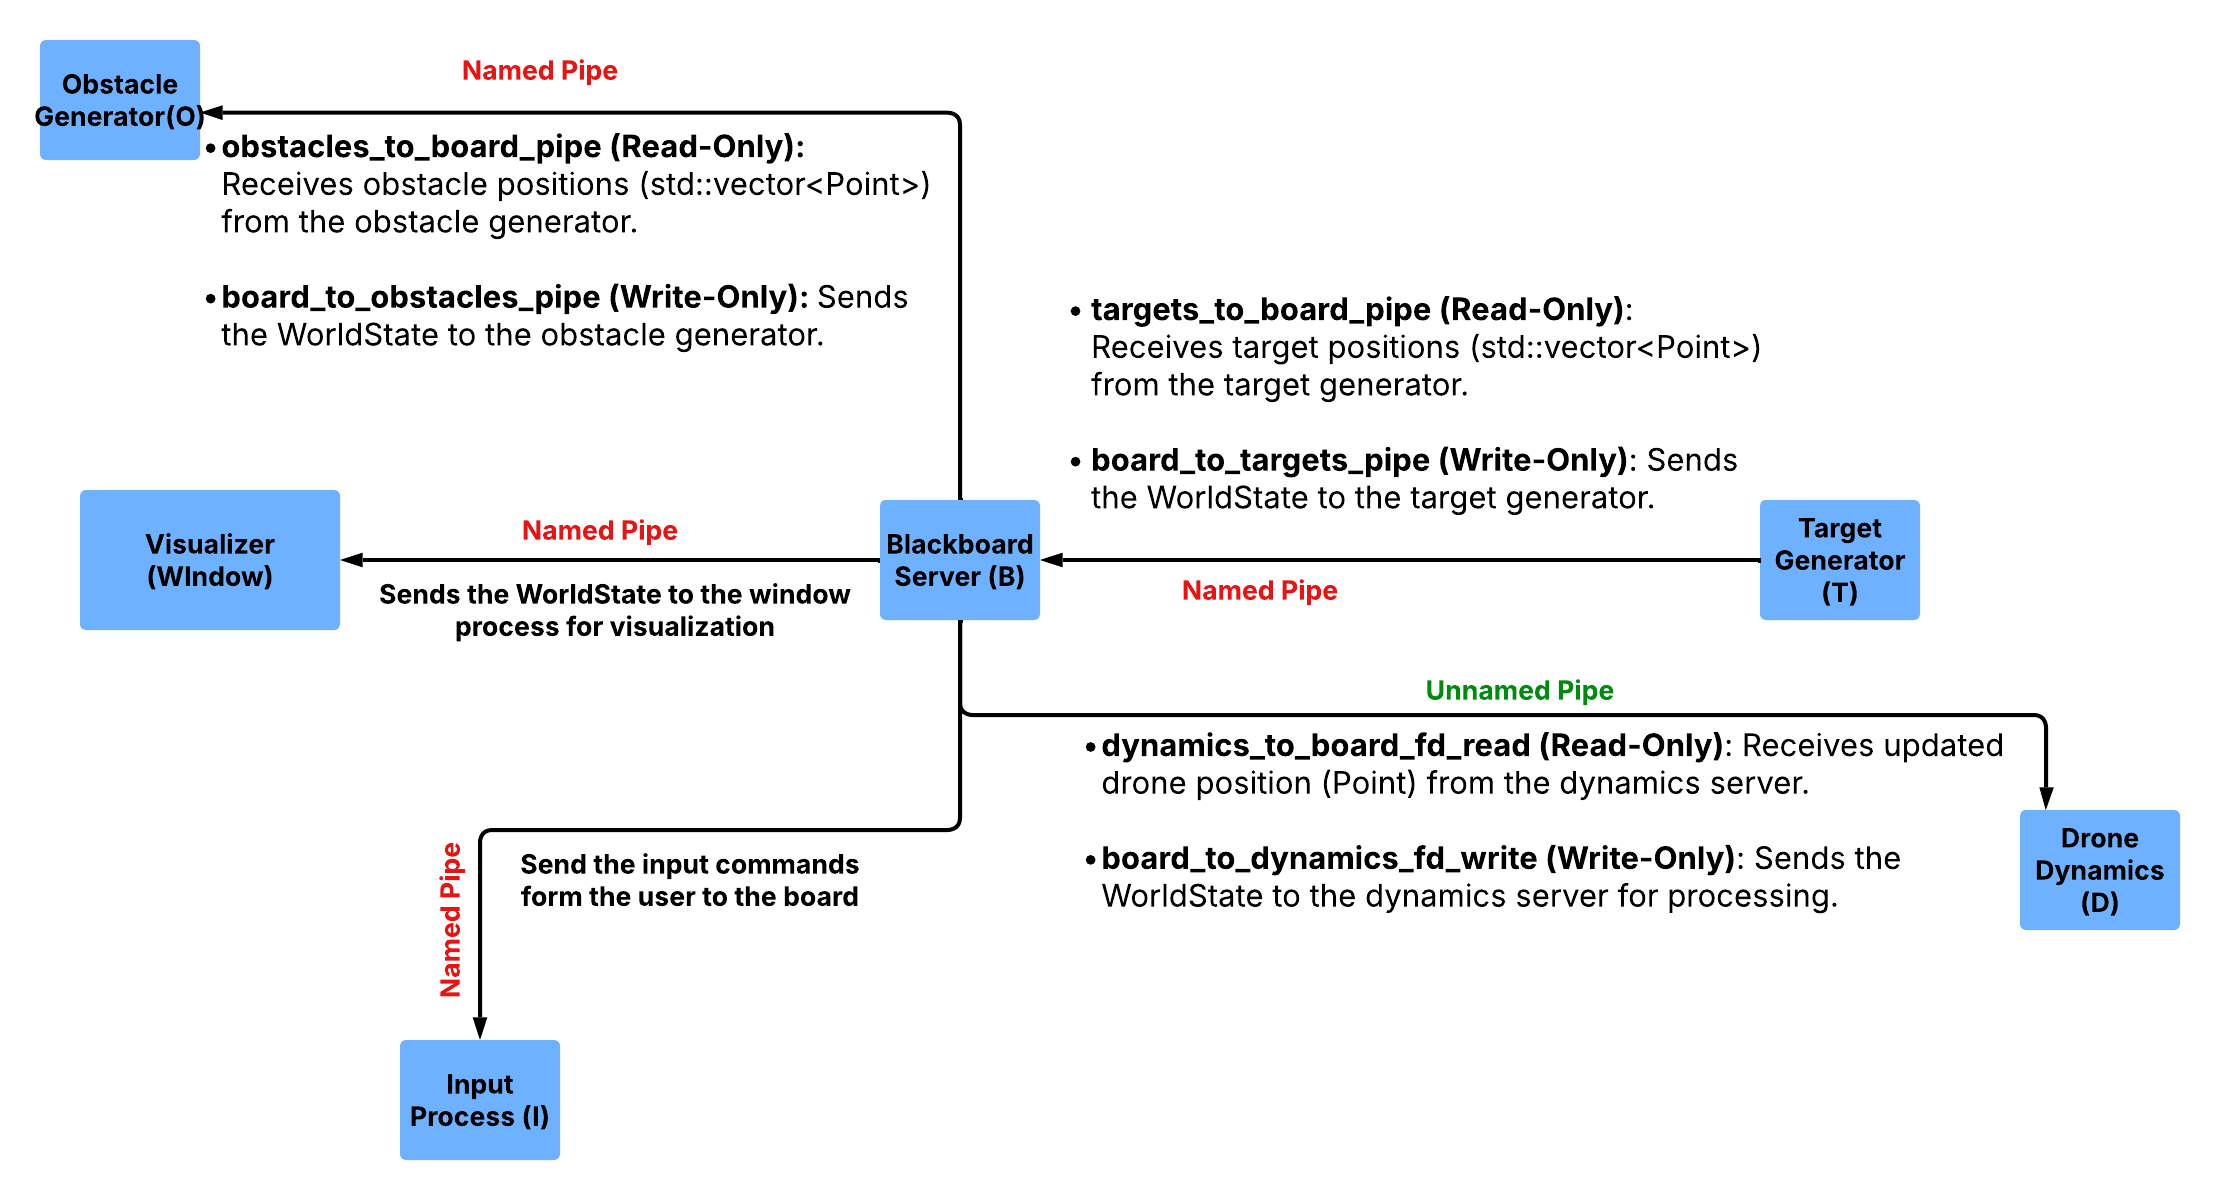 Obstacle
Generator(O)
Named Pipe
• obstacles_to_board_pipe (Read-Only):
Receives obstacle positions (std::vector<Point>)
from the obstacle generator.
• board_to_obstacles_pipe (Write-Only): Sends
the WorldState to the obstacle generator.
• targets_to_board_pipe (Read-Only):
Receives target positions (std::vector<Point>)
from the target generator.
• board_to_targets_pipe (Write-Only): Sends
the WorldState to the target generator.
Visualizer
(WIndow)
Named Pipe
Sends the WorldState to the window
process for visualization
Blackboard
Server (B)
Named Pipe
Target
Generator
(T)
Unnamed Pipe
• dynamics_to_board_fd_read (Read-Only): Receives updated
drone position (Point) from the dynamics server.
• board_to_dynamics_fd_write (Write-Only): Sends the
WorldState to the dynamics server for processing.
Drone
Dynamics
(D)
Named Pipe
Send the input commands
form the user to the board
Input
Process (I)